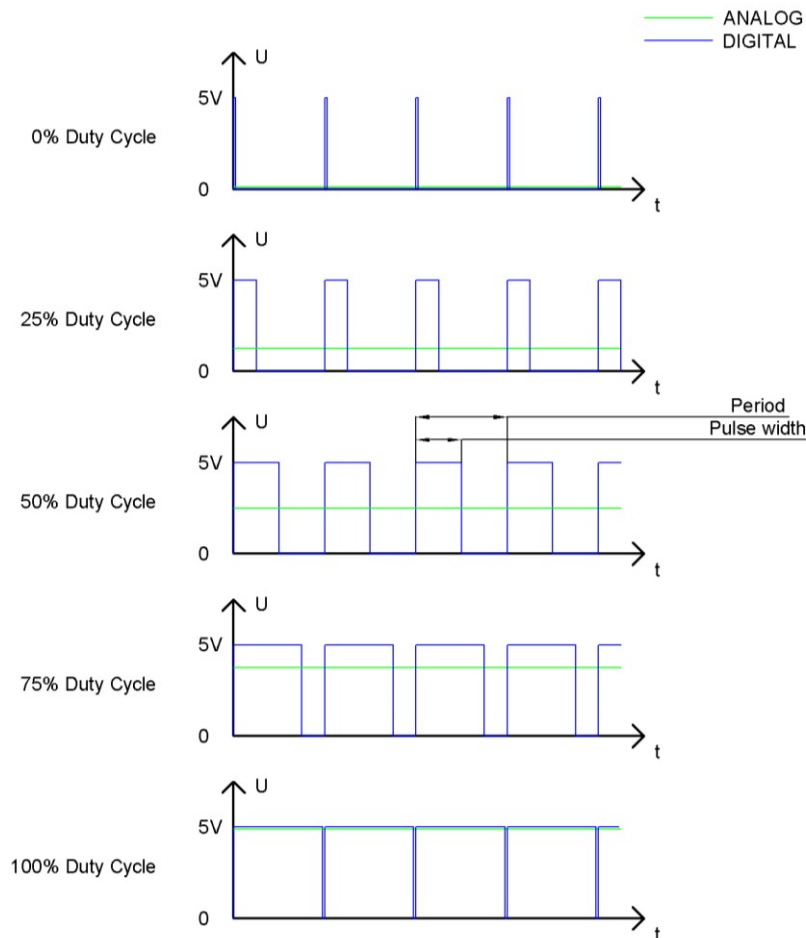 ANALOG
DIGITAL
U
5V
0% Duty Cycle
0
t
U
5V
25% Duty Cycle
0
t
Period
Pulse width
U
5V
50% Duty Cycle
0
t
U
5V
75% Duty Cycle
0
t
U
5V
100% Duty Cycle
0
t